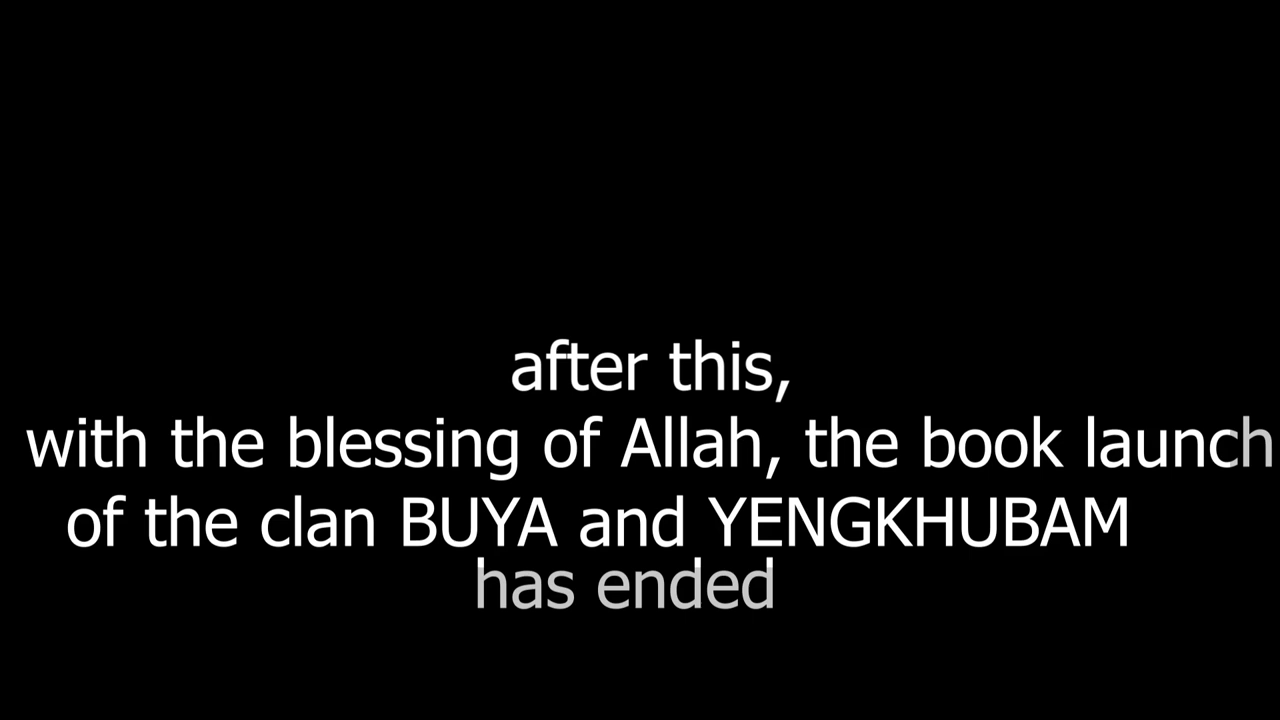 after this,
with the blessing of Allah, the book launch
of the clan BUYA and YENGKHUBAM
has ended